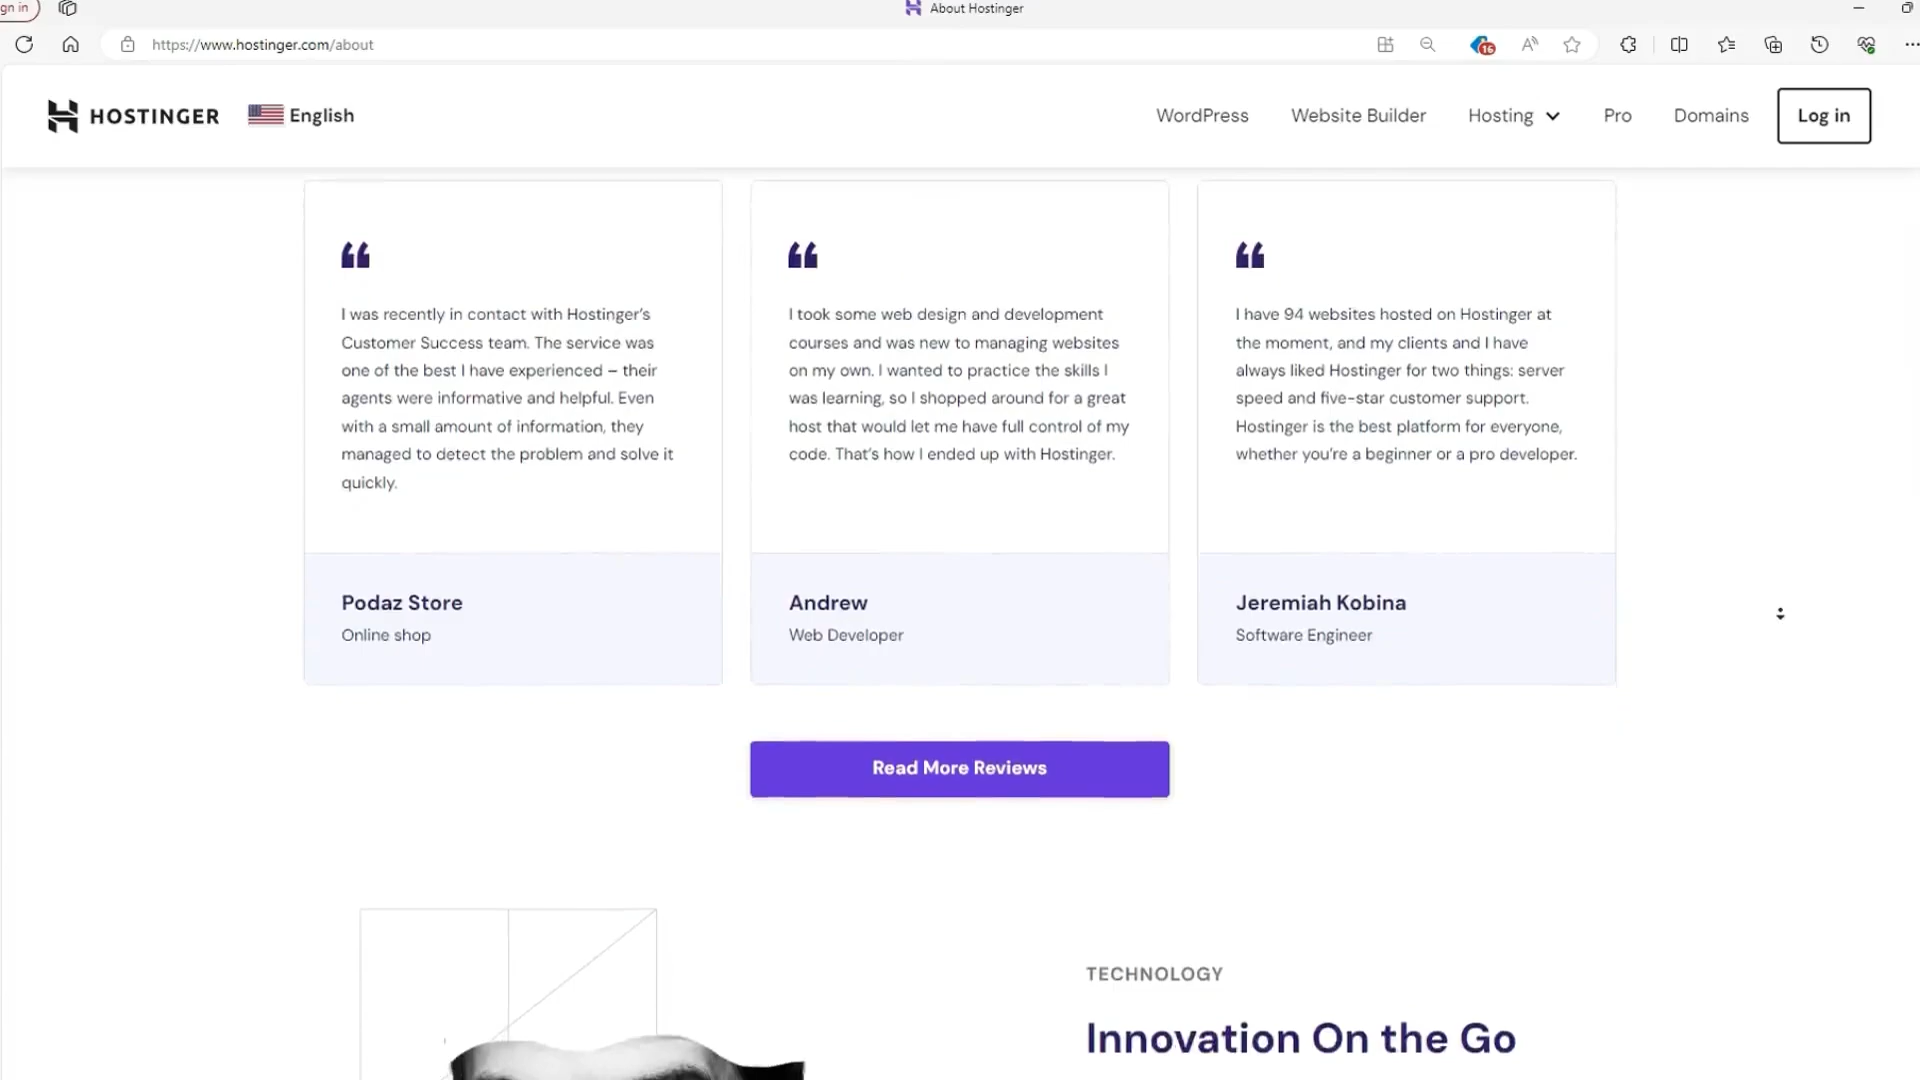 gn in
About Hostinger
https://www.hostinger.com/about
16
HOSTINGER
English
WordPress
Website Builder
Hosting
Pro
Domains
Log in
I was recently in contact with Hostinger's
Customer Success team. The service was
one of the best I have experienced – their
agents were informative and helpful. Even
with a small amount of information, they
managed to detect the problem and solve it
quickly.
Podaz Store
Online shop
I took some web design and development
courses and was new to managing websites
on my own. I wanted to practice the skills I
was learning, so I shopped around for a great
host that would let me have full control of my
code. That's how I ended up with Hostinger.
Andrew
Web Developer
I have 94 websites hosted on Hostinger at
the moment, and my clients and I have
always liked Hostinger for two things: server
speed and five-star customer support.
Hostinger is the best platform for everyone,
whether you're a beginner or a pro developer.
Jeremiah Kobina
Software Engineer
Read More Reviews
TECHNOLOGY
Innovation On the Go